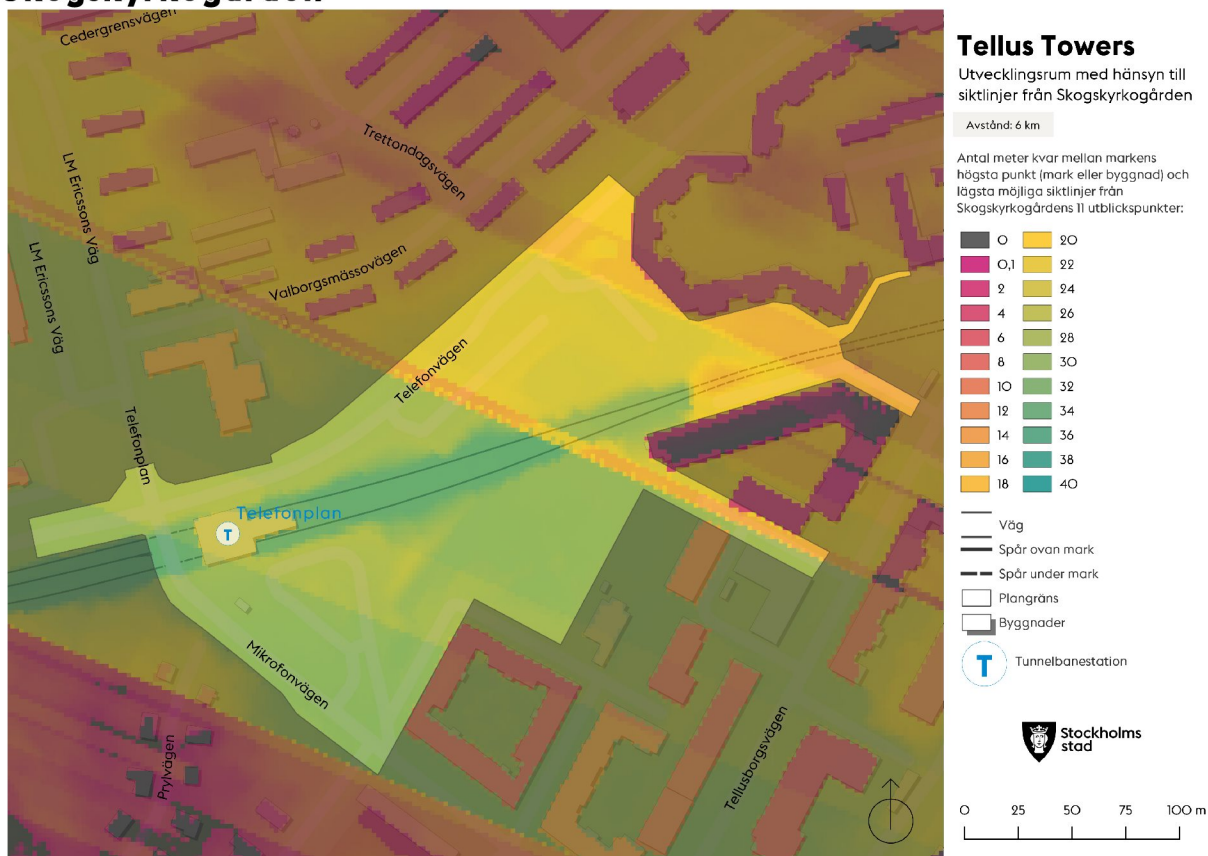 Skogskyrkogården
Cedergrensvägen
Trettondagsvägen
LM Ericssons Väg
LM Ericssons Väg
Valborgsmässovägen
Telefonvägen
Telefonplan
Telefonplan
T
Mikrofonvägen
Prylvägen
Tellusborgsvägen
Tellus Towers
Utvecklingsrum med hänsyn till
siktlinjer från Skogskyrkogården
Avstånd: 6 km
Antal meter kvar mellan markens
högsta punkt (mark eller byggnad) och
lägsta möjliga siktlinjer från
Skogskyrkogårdens 11 utblickspunkter:
0 20
0,1 22
2 24
4 26
6 28
8 30
10 32
12 34
14 36
16 38
18 40
Väg
Spår ovan mark
Spår under mark
Plangräns
Byggnader
T Tunnelbanestation
Stockholms
stad
0 25 50 75 100 m